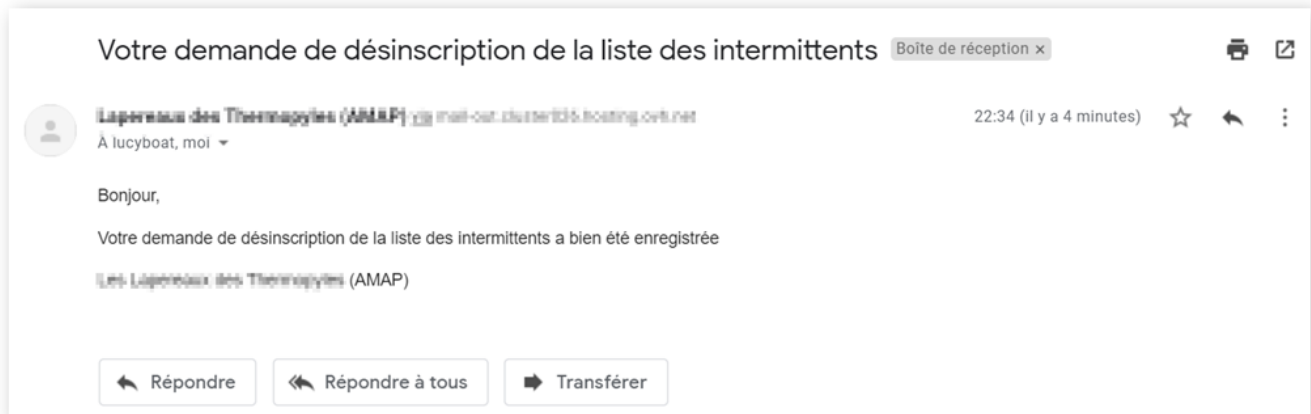 Votre demande de désinscription de la liste des intermittents Boîte de réception ×
(AMAP)
22:34 (il y a 4 minutes)
À lucyboat, moi
Bonjour,
Votre demande de désinscription de la liste des intermittents a bien été enregistrée
(AMAP)
Répondre Répondre à tous Transférer